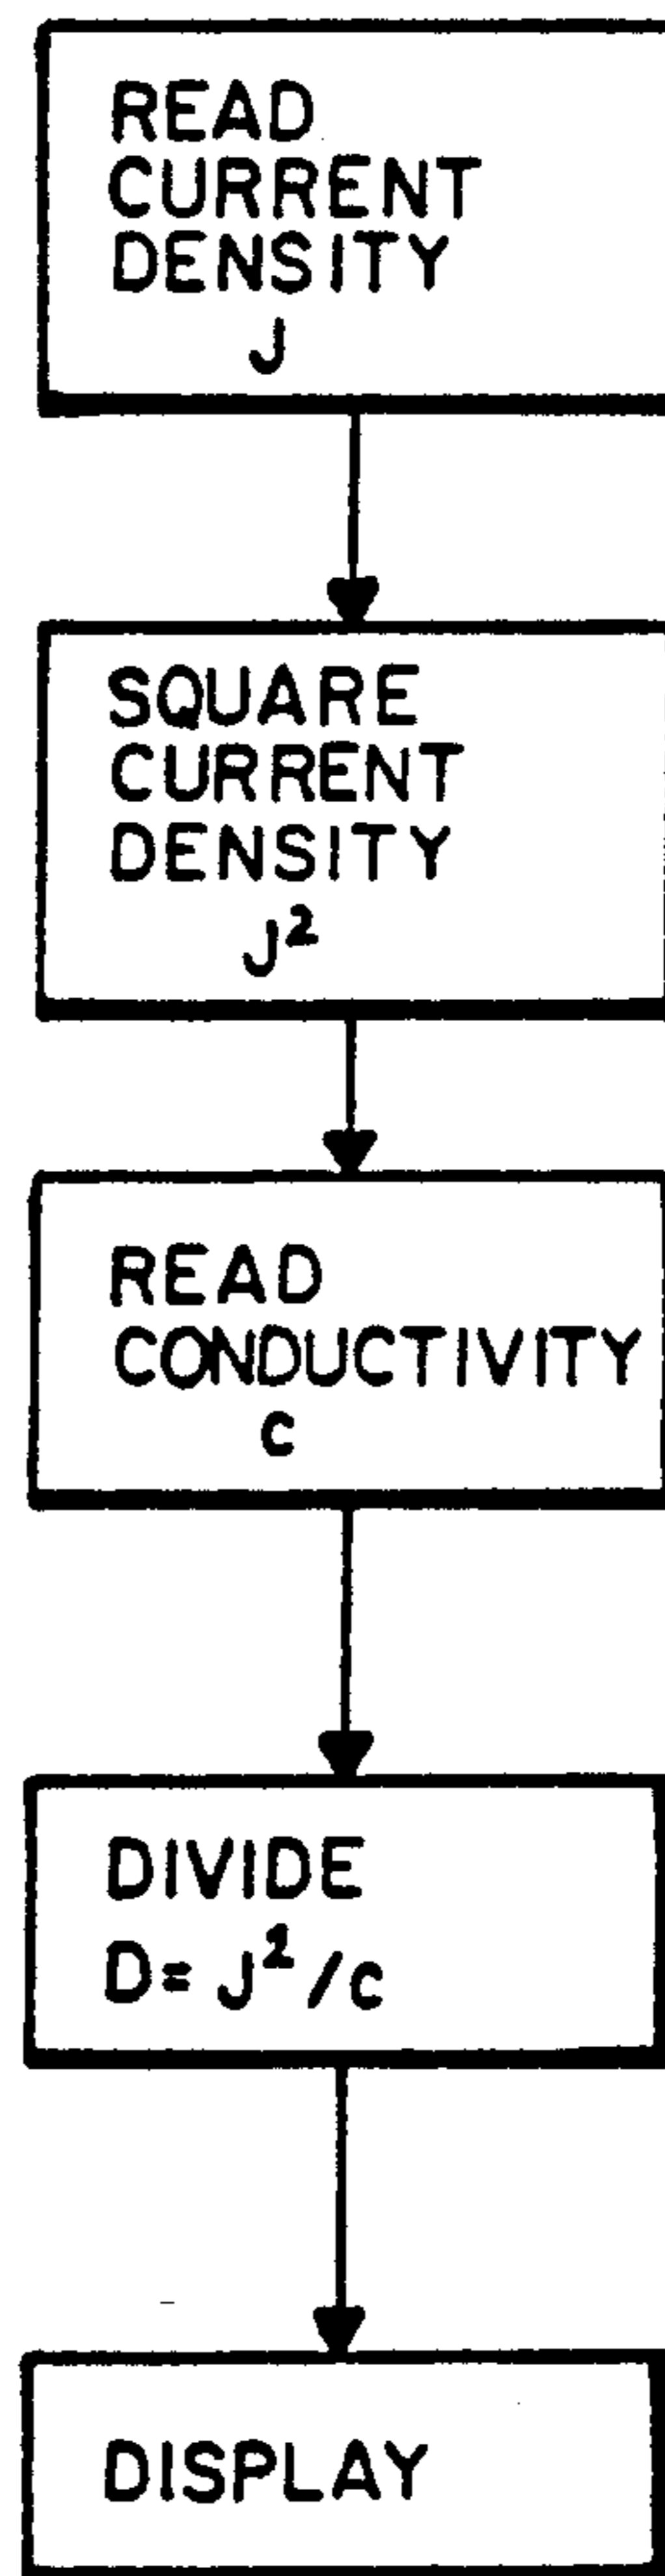 READ
CURRENT
DENSITY
J
SQUARE
CURRENT
DENSITY
J²
READ
CONDUCTIVITY
c
DIVIDE
D= J²/c
DISPLAY